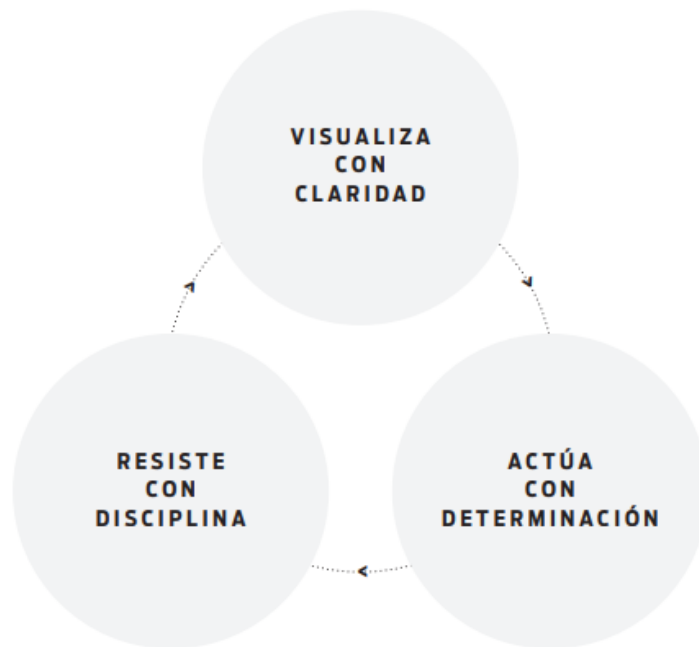 VISUALIZA
CON
CLARIDAD
RESISTE
CON
DISCIPLINA
ACTÚA
CON
DETERMINACIÓN